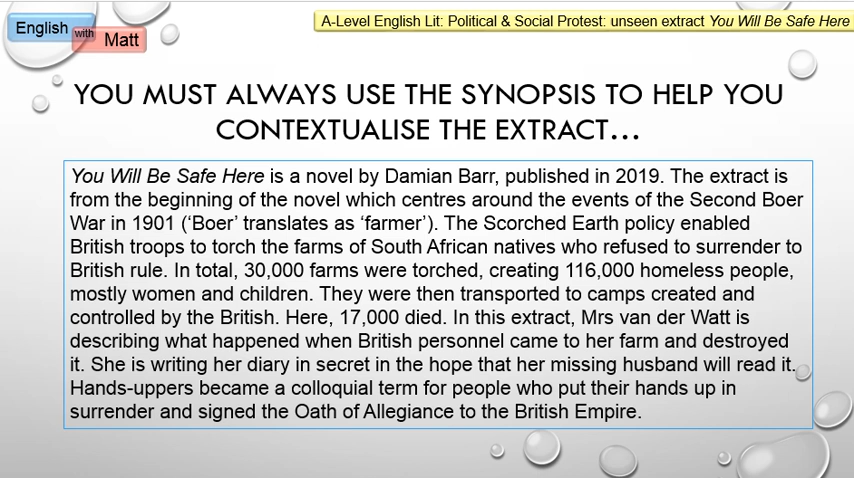 English with Matt
A-Level English Lit: Political & Social Protest: unseen extract You Will Be Safe Here
YOU MUST ALWAYS USE THE SYNOPSIS TO HELP YOU
CONTEXTUALISE THE EXTRACT...
You Will Be Safe Here is a novel by Damian Barr, published in 2019. The extract is
from the beginning of the novel which centres around the events of the Second Boer
War in 1901 (‘Boer’ translates as ‘farmer’). The Scorched Earth policy enabled
British troops to torch the farms of South African natives who refused to surrender to
British rule. In total, 30,000 farms were torched, creating 116,000 homeless people,
mostly women and children. They were then transported to camps created and
controlled by the British. Here, 17,000 died. In this extract, Mrs van der Watt is
describing what happened when British personnel came to her farm and destroyed
it. She is writing her diary in secret in the hope that her missing husband will read it.
Hands-uppers became a colloquial term for people who put their hands up in
surrender and signed the Oath of Allegiance to the British Empire.